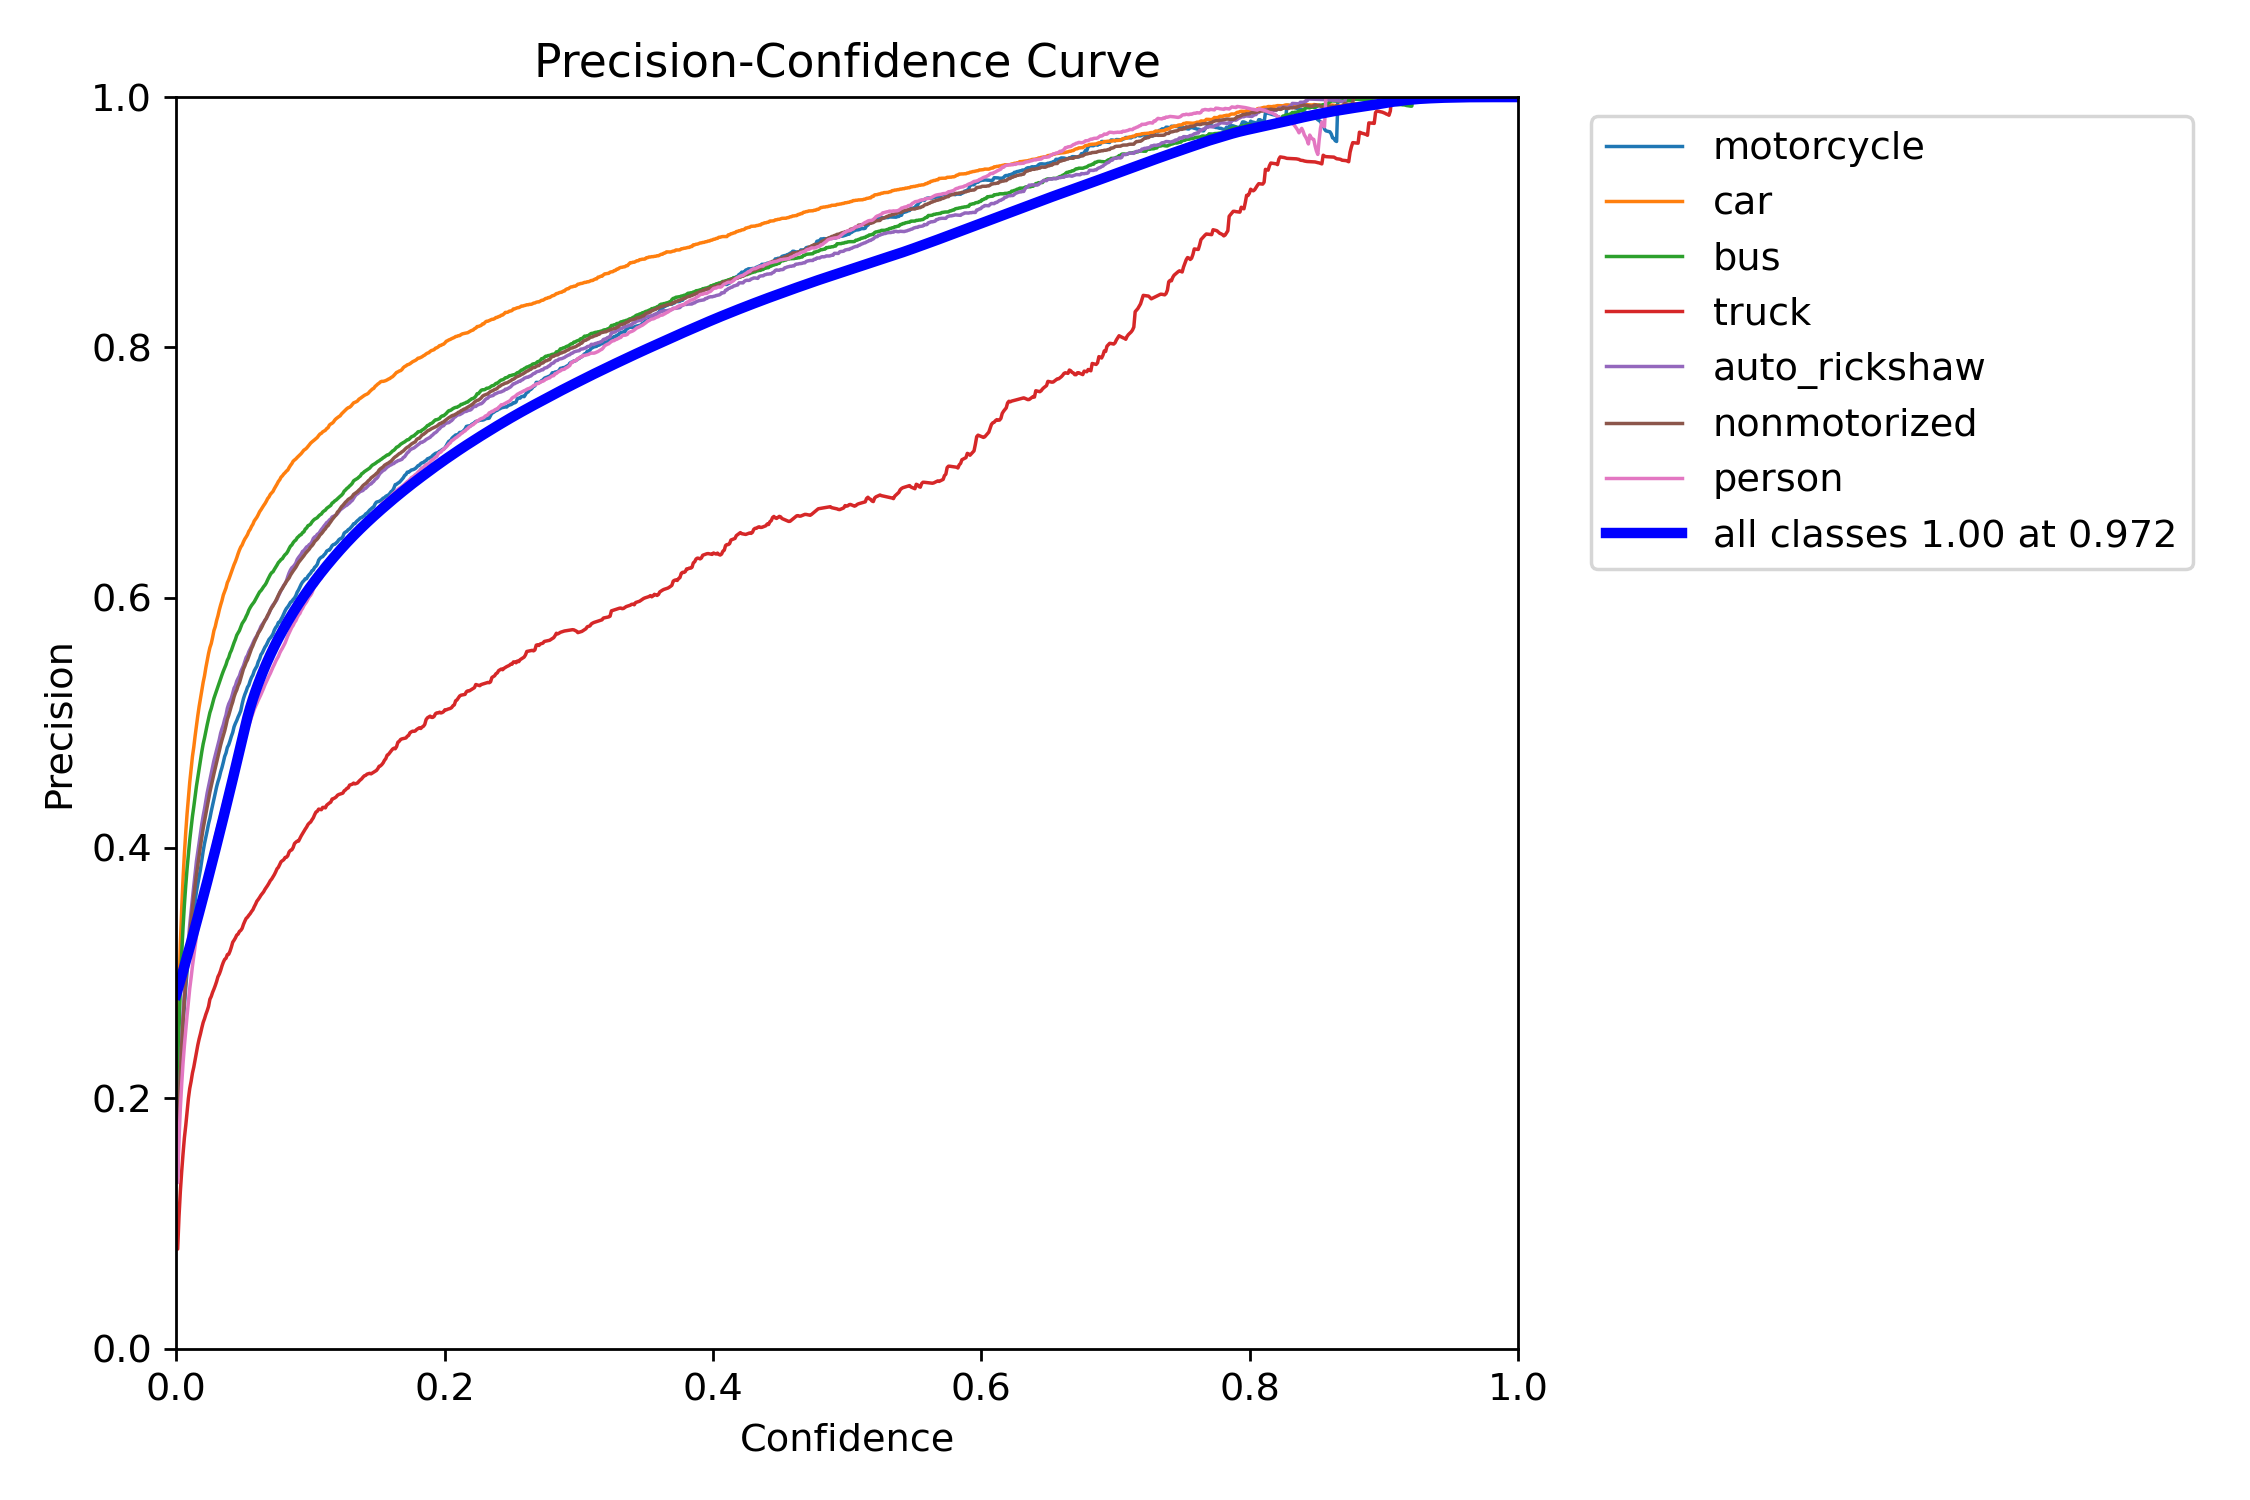 Precision-Confidence Curve
1.0
0.8
0.6
0.4
0.2
0.0
Precision
0.0 0.2 0.4 0.6 0.8 1.0
Confidence
motorcycle
car
bus
truck
auto_rickshaw
nonmotorized
person
all classes 1.00 at 0.972